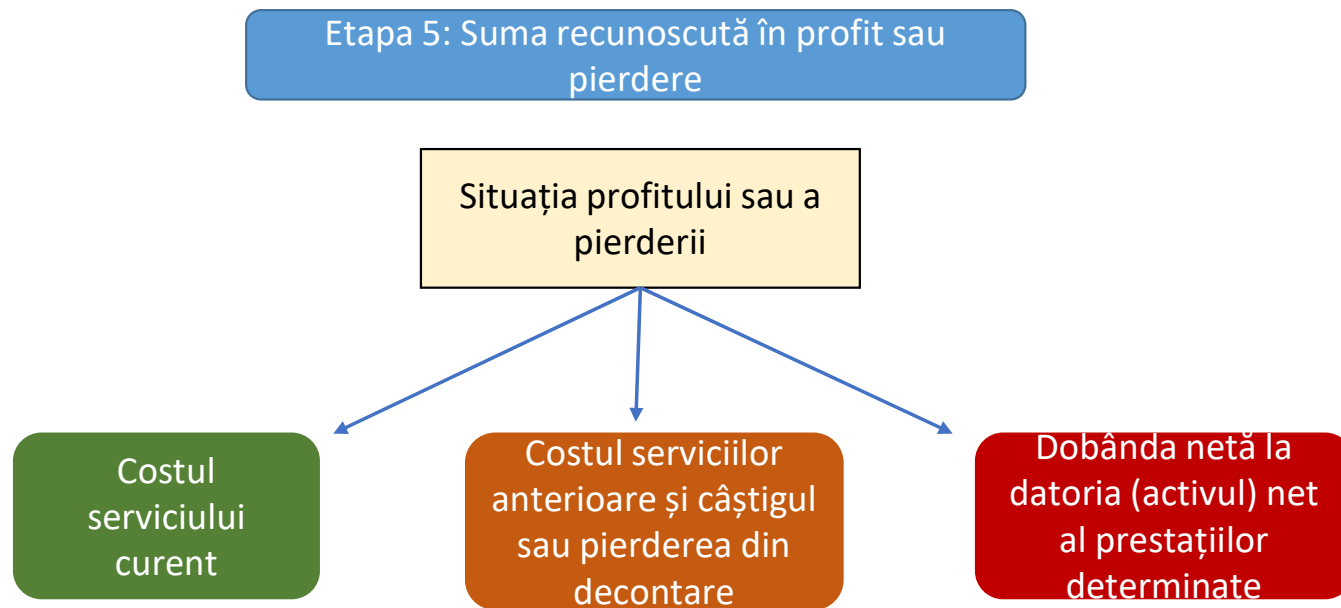 Etapa 5: Suma recunoscută în profit sau
pierdere
Situația profitului sau a
pierderii
Costul
serviciului
curent
Costul serviciilor
anterioare și câștigul
sau pierderea din
decontare
Dobânda netă la
datoria (activul) net
al prestațiilor
determinate